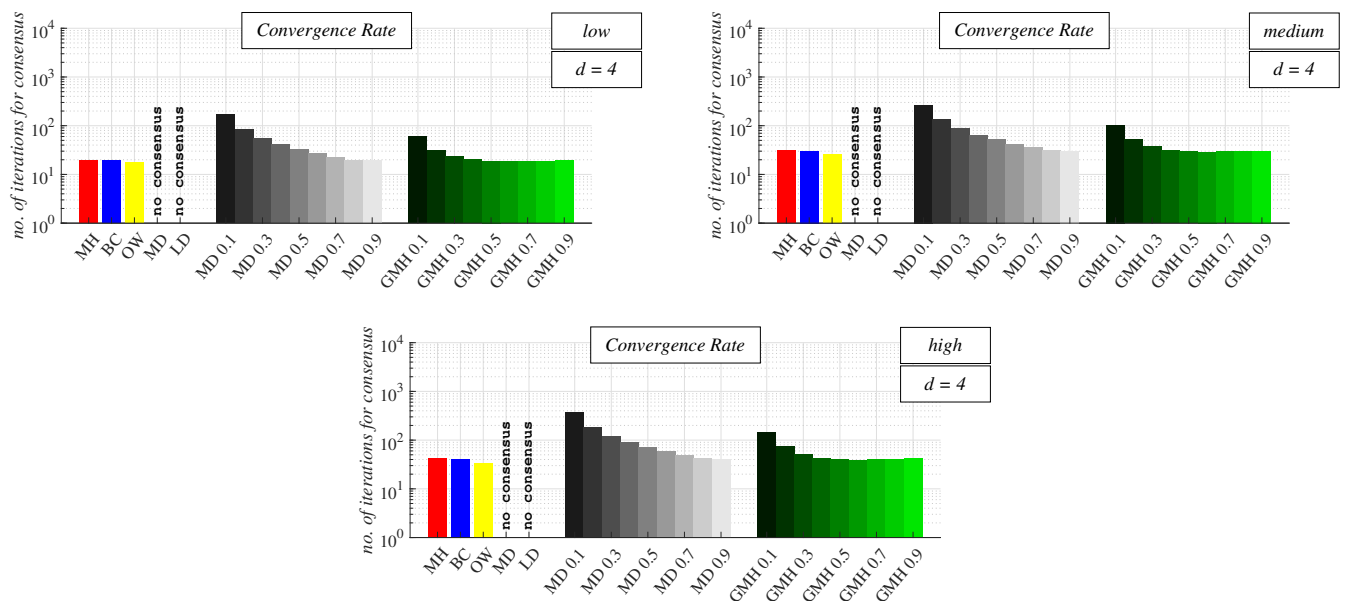 no. of iterations for consensus
10^4
10^3
10^2
10^1
10^0
Convergence Rate
low
d = 4
no consensus
no consensus
MH
BC
OW
MD
LD
MD 0.1
MD 0.3
MD 0.5
MD 0.7
MD 0.9
GMH 0.1
GMH 0.3
GMH 0.5
GMH 0.7
GMH 0.9
no. of iterations for consensus
10^4
10^3
10^2
10^1
10^0
Convergence Rate
medium
d = 4
no consensus
no consensus
MH
BC
OW
MD
LD
MD 0.1
MD 0.3
MD 0.5
MD 0.7
MD 0.9
GMH 0.1
GMH 0.3
GMH 0.5
GMH 0.7
GMH 0.9
no. of iterations for consensus
10^4
10^3
10^2
10^1
10^0
Convergence Rate
high
d = 4
no consensus
no consensus
MH
BC
OW
MD
LD
MD 0.1
MD 0.3
MD 0.5
MD 0.7
MD 0.9
GMH 0.1
GMH 0.3
GMH 0.5
GMH 0.7
GMH 0.9